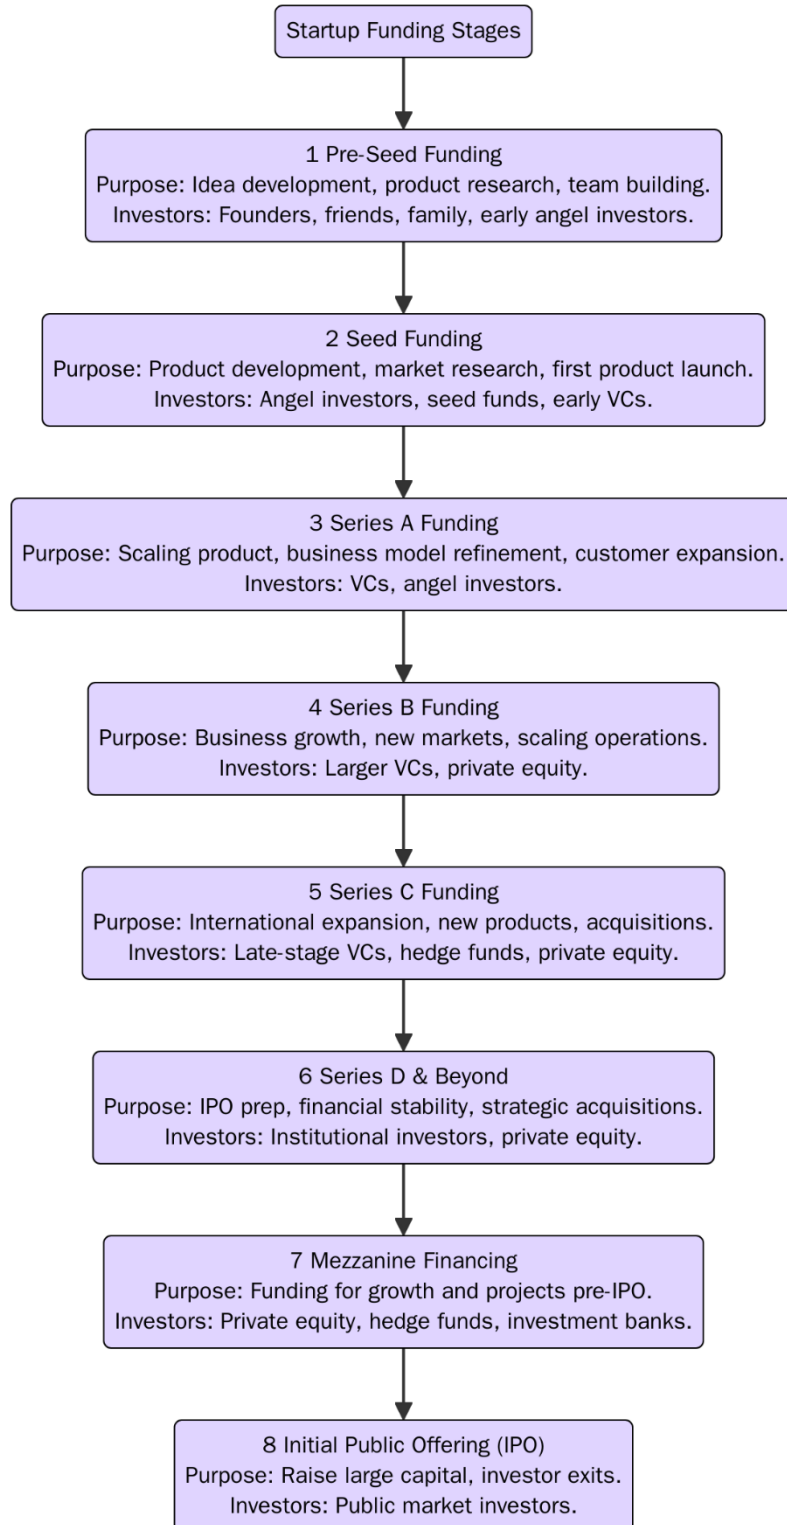 Startup Funding Stages
1 Pre-Seed Funding
Purpose: Idea development, product research, team building.
Investors: Founders, friends, family, early angel investors.
2 Seed Funding
Purpose: Product development, market research, first product launch.
Investors: Angel investors, seed funds, early VCs.
3 Series A Funding
Purpose: Scaling product, business model refinement, customer expansion.
Investors: VCs, angel investors.
4 Series B Funding
Purpose: Business growth, new markets, scaling operations.
Investors: Larger VCs, private equity.
5 Series C Funding
Purpose: International expansion, new products, acquisitions.
Investors: Late-stage VCs, hedge funds, private equity.
6 Series D & Beyond
Purpose: IPO prep, financial stability, strategic acquisitions.
Investors: Institutional investors, private equity.
7 Mezzanine Financing
Purpose: Funding for growth and projects pre-IPO.
Investors: Private equity, hedge funds, investment banks.
8 Initial Public Offering (IPO)
Purpose: Raise large capital, investor exits.
Investors: Public market investors.